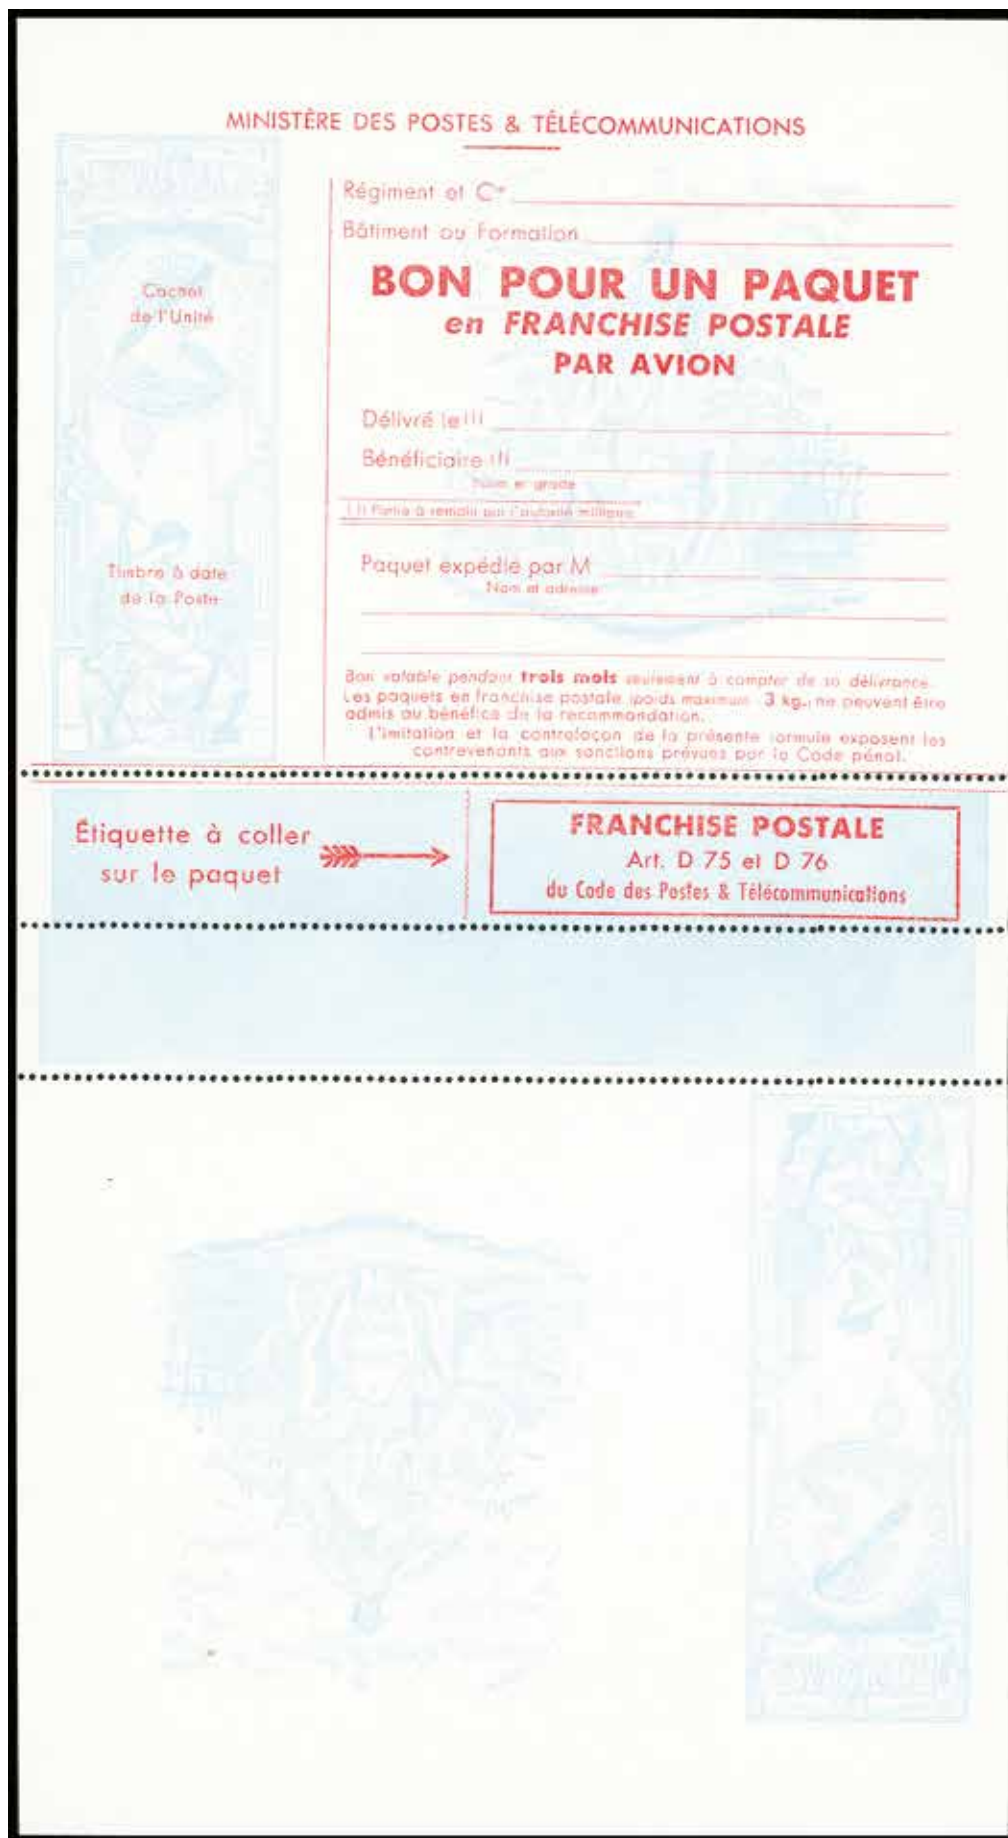 MINISTÈRE DES POSTES & TÉLÉCOMMUNICATIONS
Régiment et Cie
Bâtiment ou Formation
Cachet
de l'Unité
BON POUR UN PAQUET
en FRANCHISE POSTALE
PAR AVION
Délivré le (1)
Bénéficiaire (1)
Nom et grade
(1) Partie à remplir par l'autorité militaire
Timbre à date
de la Poste
Paquet expédié par M
Nom et adresse
Bon valable pendant trois mois seulement à compter de sa délivrance.
Les paquets en franchise postale (poids maximum : 3 kg.) ne peuvent être
admis au bénéfice de la recommandation.
L'imitation et la contrefaçon de la présente formule exposent les
contrevenants aux sanctions prévues par le Code pénal.
Étiquette à coller
sur le paquet
FRANCHISE POSTALE
Art. D 75 et D 76
du Code des Postes & Télécommunications